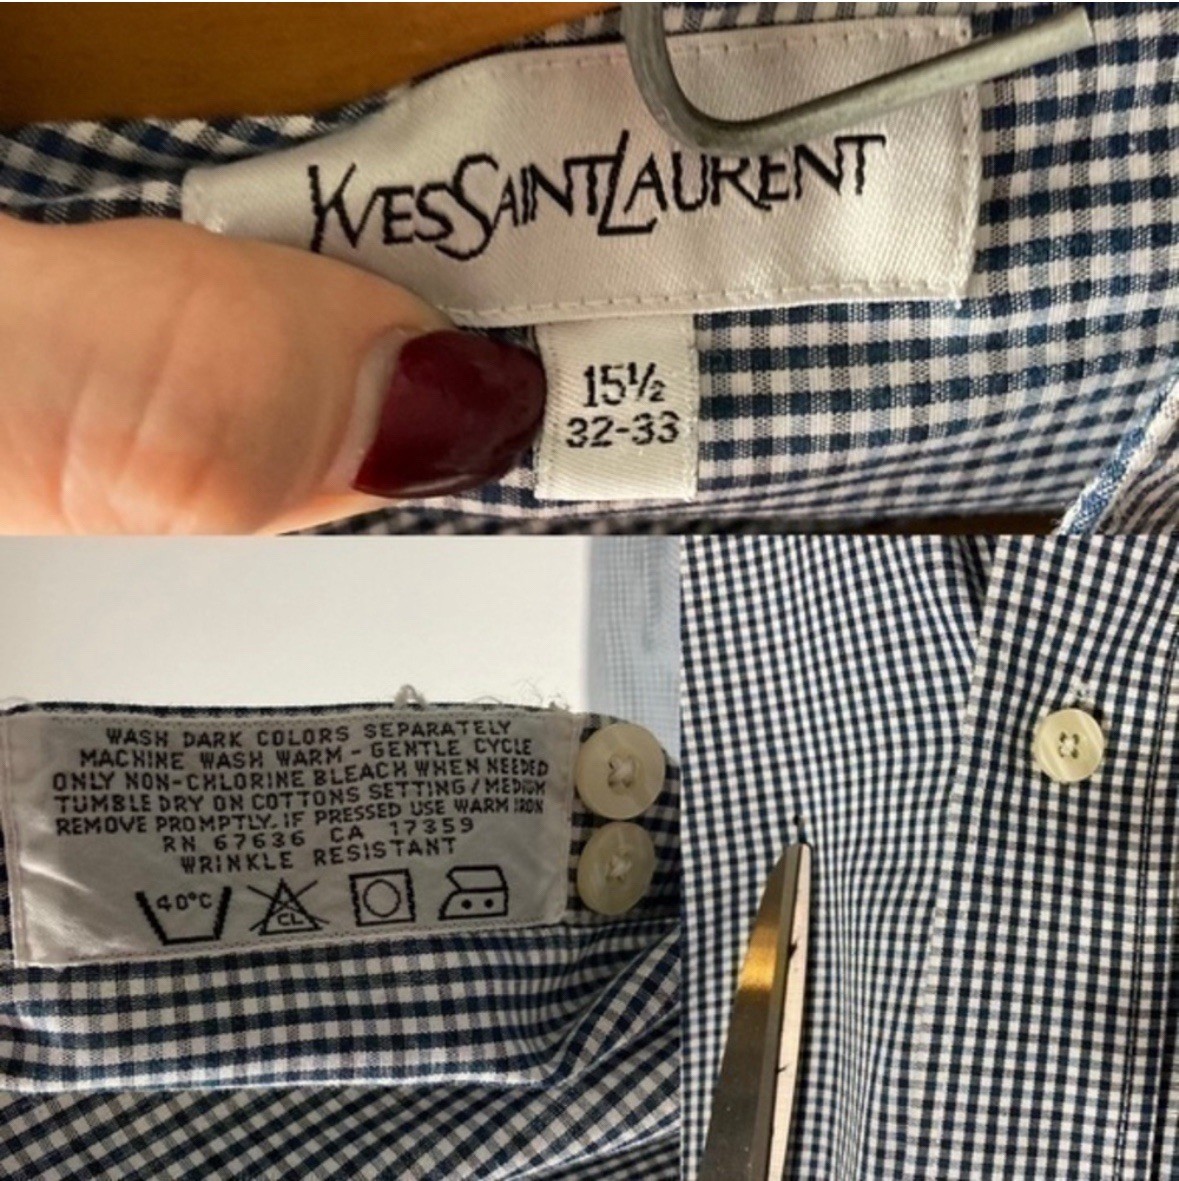 YVESSAINTLAURENT
15½
32-33
WASH DARK COLORS SEPARATELY
MACHINE WASH WARM - GENTLE CYCLE
ONLY NON-CHLORINE BLEACH WHEN NEEDED
TUMBLE DRY ON COTTONS SETTING / MEDIUM
REMOVE PROMPTLY. IF PRESSED USE WARM IRON
RN 67636 CA 17359
WRINKLE RESISTANT
40°C
CL